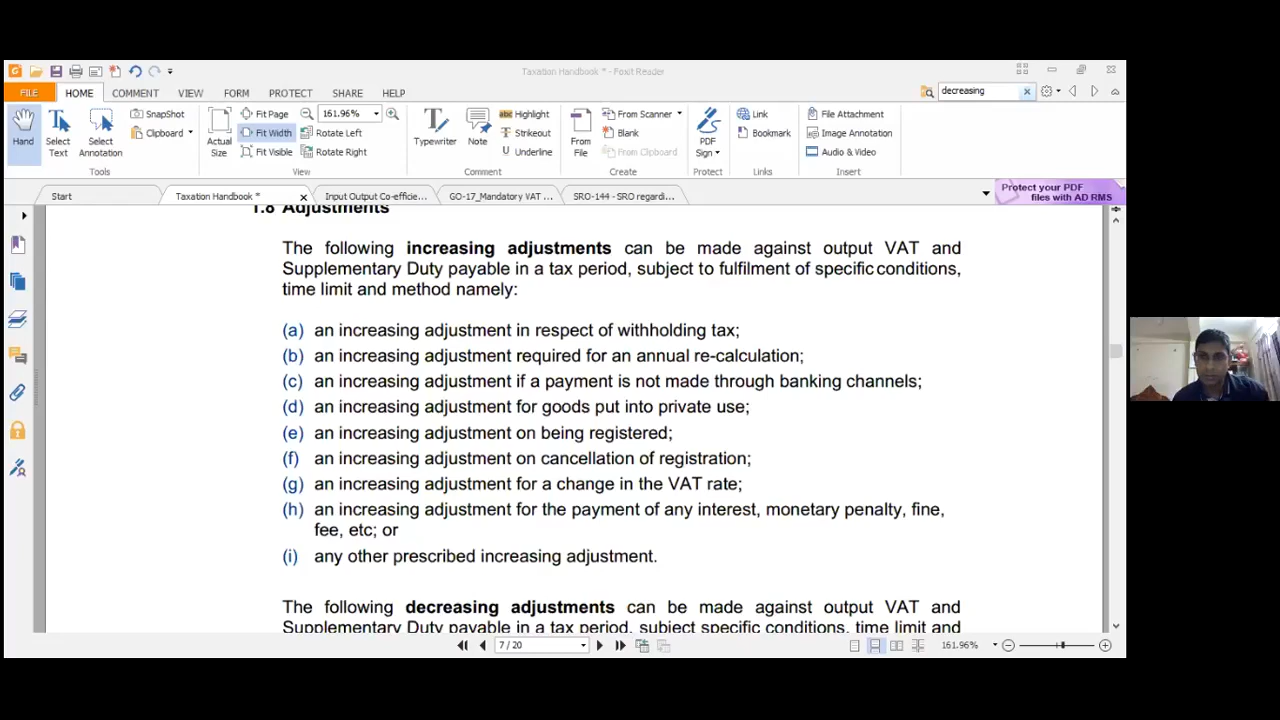 Taxation Handbook * - Foxit Reader
FILE HOME COMMENT VIEW FORM PROTECT SHARE HELP
decreasing
Hand
Select Text
Select Annotation
SnapShot
Clipboard
Tools
Actual Size
Fit Page
Fit Width
Fit Visible
161.96%
Rotate Left
Rotate Right
View
Typewriter
Note
Highlight
Strikeout
Underline
Comment
From File
From Scanner
Blank
From Clipboard
Create
PDF Sign
Protect
Link
Bookmark
Links
File Attachment
Image Annotation
Audio & Video
Insert
Start
Taxation Handbook *
Input Output Co-efficie...
GO-17_Mandatory VAT ...
SRO-144 - SRO regardi...
Protect your PDF
files with AD RMS
1.8 Adjustments
The following increasing adjustments can be made against output VAT and
Supplementary Duty payable in a tax period, subject to fulfilment of specific conditions,
time limit and method namely:
(a) an increasing adjustment in respect of withholding tax;
(b) an increasing adjustment required for an annual re-calculation;
(c) an increasing adjustment if a payment is not made through banking channels;
(d) an increasing adjustment for goods put into private use;
(e) an increasing adjustment on being registered;
(f) an increasing adjustment on cancellation of registration;
(g) an increasing adjustment for a change in the VAT rate;
(h) an increasing adjustment for the payment of any interest, monetary penalty, fine,
fee, etc; or
(i) any other prescribed increasing adjustment.
The following decreasing adjustments can be made against output VAT and
Supplementary Duty payable in a tax period, subject specific conditions, time limit and
7 / 20
161.96%